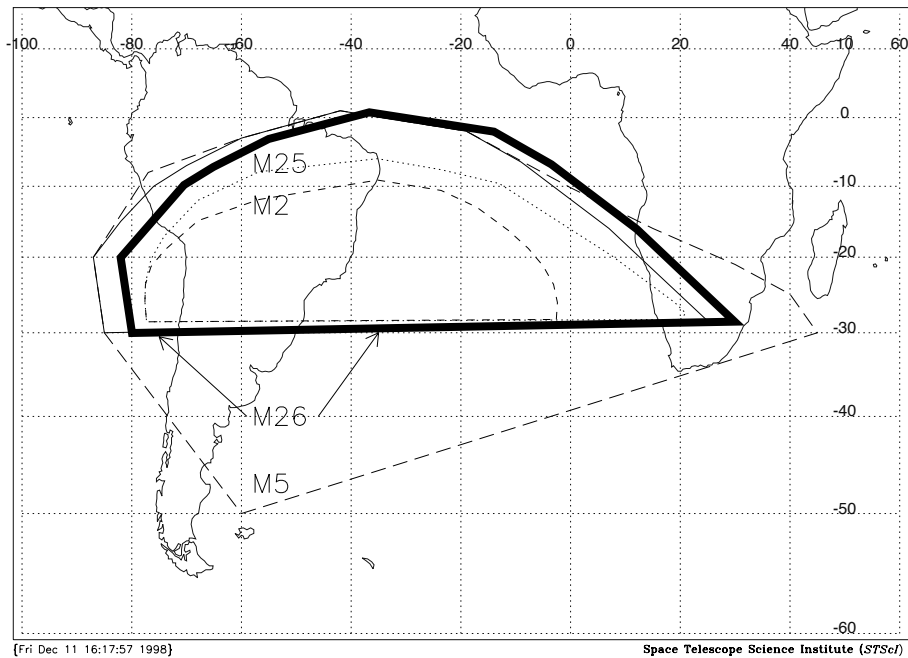 -100 -80 -60 -40 -20 0 20 40 50 60
0
M25
-10
M2
-20
-30
M26
-40
M5
-50
-60
{Fri Dec 11 16:17:57 1998} Space Telescope Science Institute (STScI)